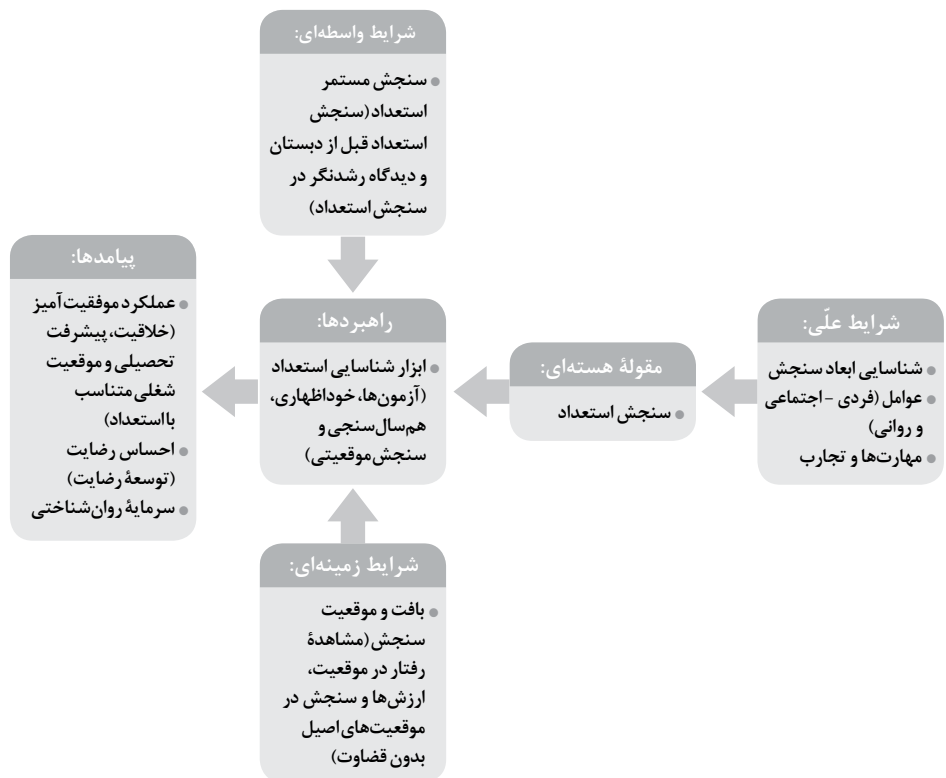 شرایط واسطه‌ای:
سنجش مستمر
استعداد (سنجش
استعداد قبل از دبستان
و دیدگاه رشدنگر در
سنجش استعداد)
شرایط علّی:
شناسایی ابعاد سنجش
عوامل (فردی - اجتماعی
و روانی)
مهارت‌ها و تجارب
مقولهٔ هسته‌ای:
سنجش استعداد
راهبردها:
ابزار شناسایی استعداد
(آزمون‌ها، خوداظهاری،
هم‌سال‌سنجی و
سنجش موقعیتی)
پیامدها:
عملکرد موفقیت‌آمیز
(خلاقیت، پیشرفت
تحصیلی و موقعیت
شغلی متناسب
با استعداد)
احساس رضایت
(توسعهٔ رضایت)
سرمایهٔ روان‌شناختی
شرایط زمینه‌ای:
بافت و موقعیت
سنجش (مشاهدهٔ
رفتار در موقعیت،
ارزش‌ها و سنجش در
موقعیت‌های اصیل
بدون قضاوت)